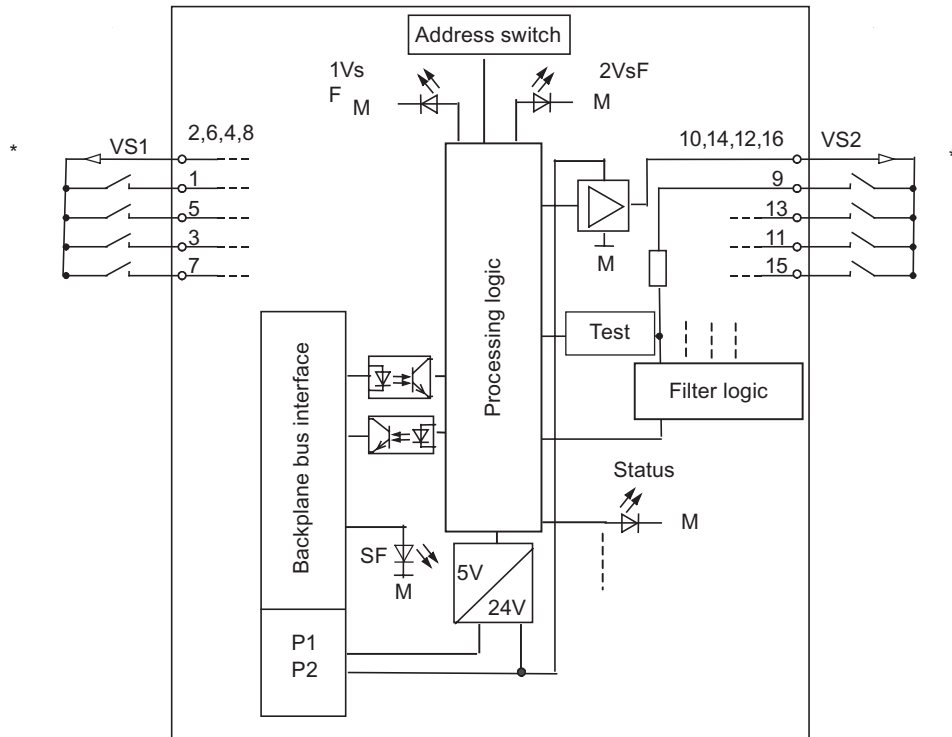 Address switch
1Vs
F
M
2VsF
M
*
VS1
2,6,4,8
10,14,12,16
VS2
*
1
9
5
13
3
11
7
15
M
Processing logic
Test
Filter logic
Backplane bus interface
Status
M
SF
M
5V
24V
P1
P2